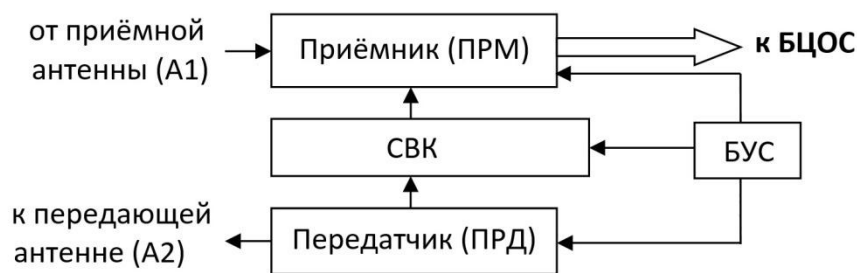 от приёмной
антенны (А1)
Приёмник (ПРМ)
к БЦОС
СВК
БУС
к передающей
антенне (А2)
Передатчик (ПРД)